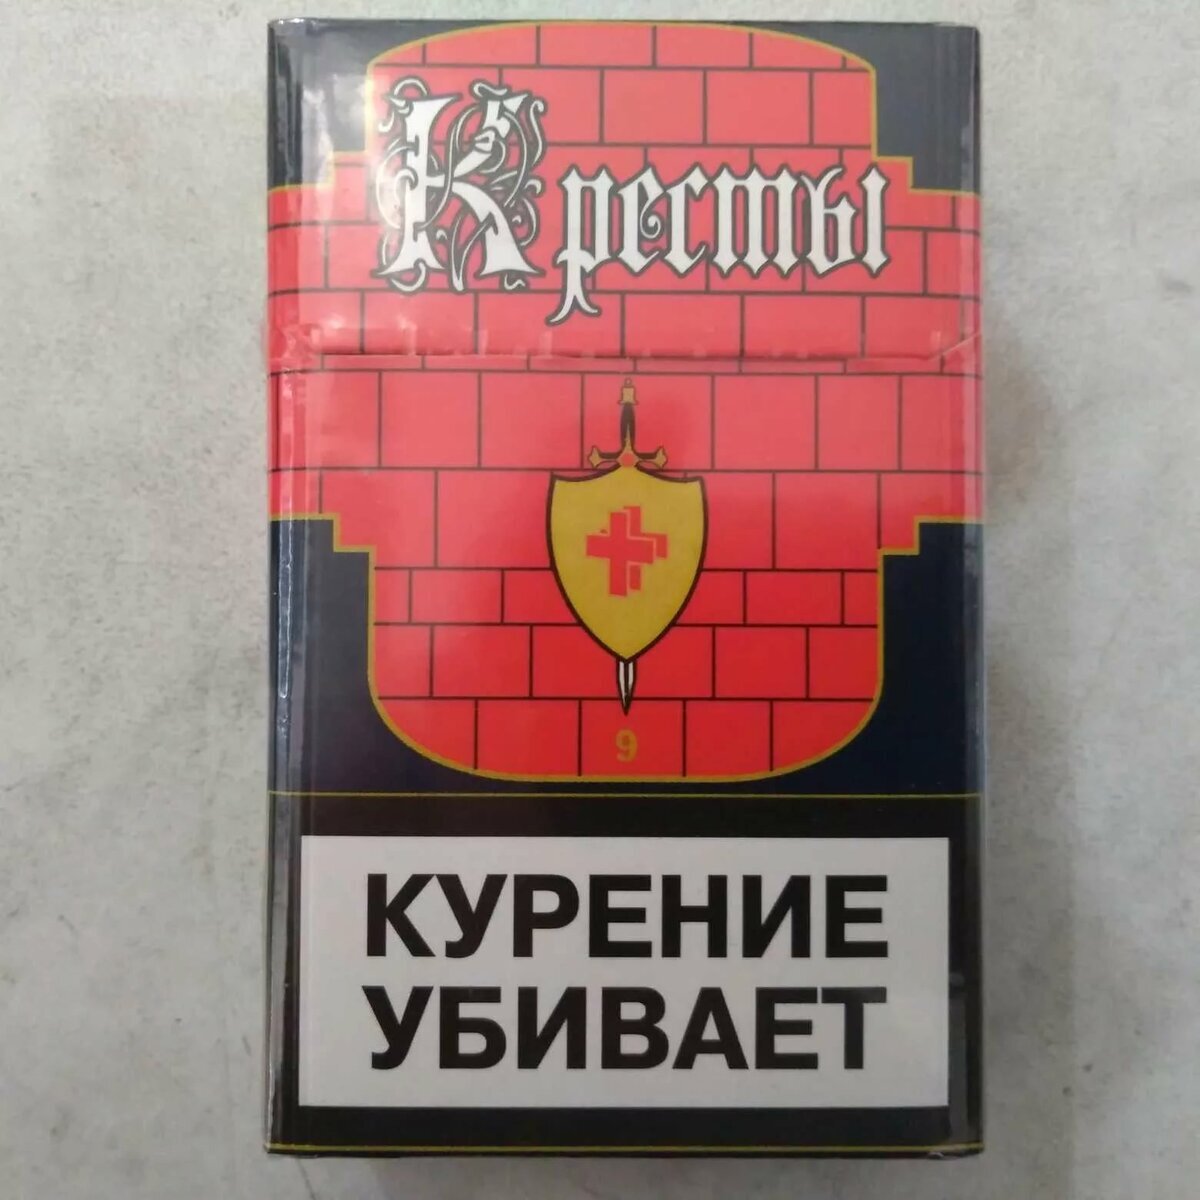 Кресты
9
КУРЕНИЕ
УБИВАЕТ